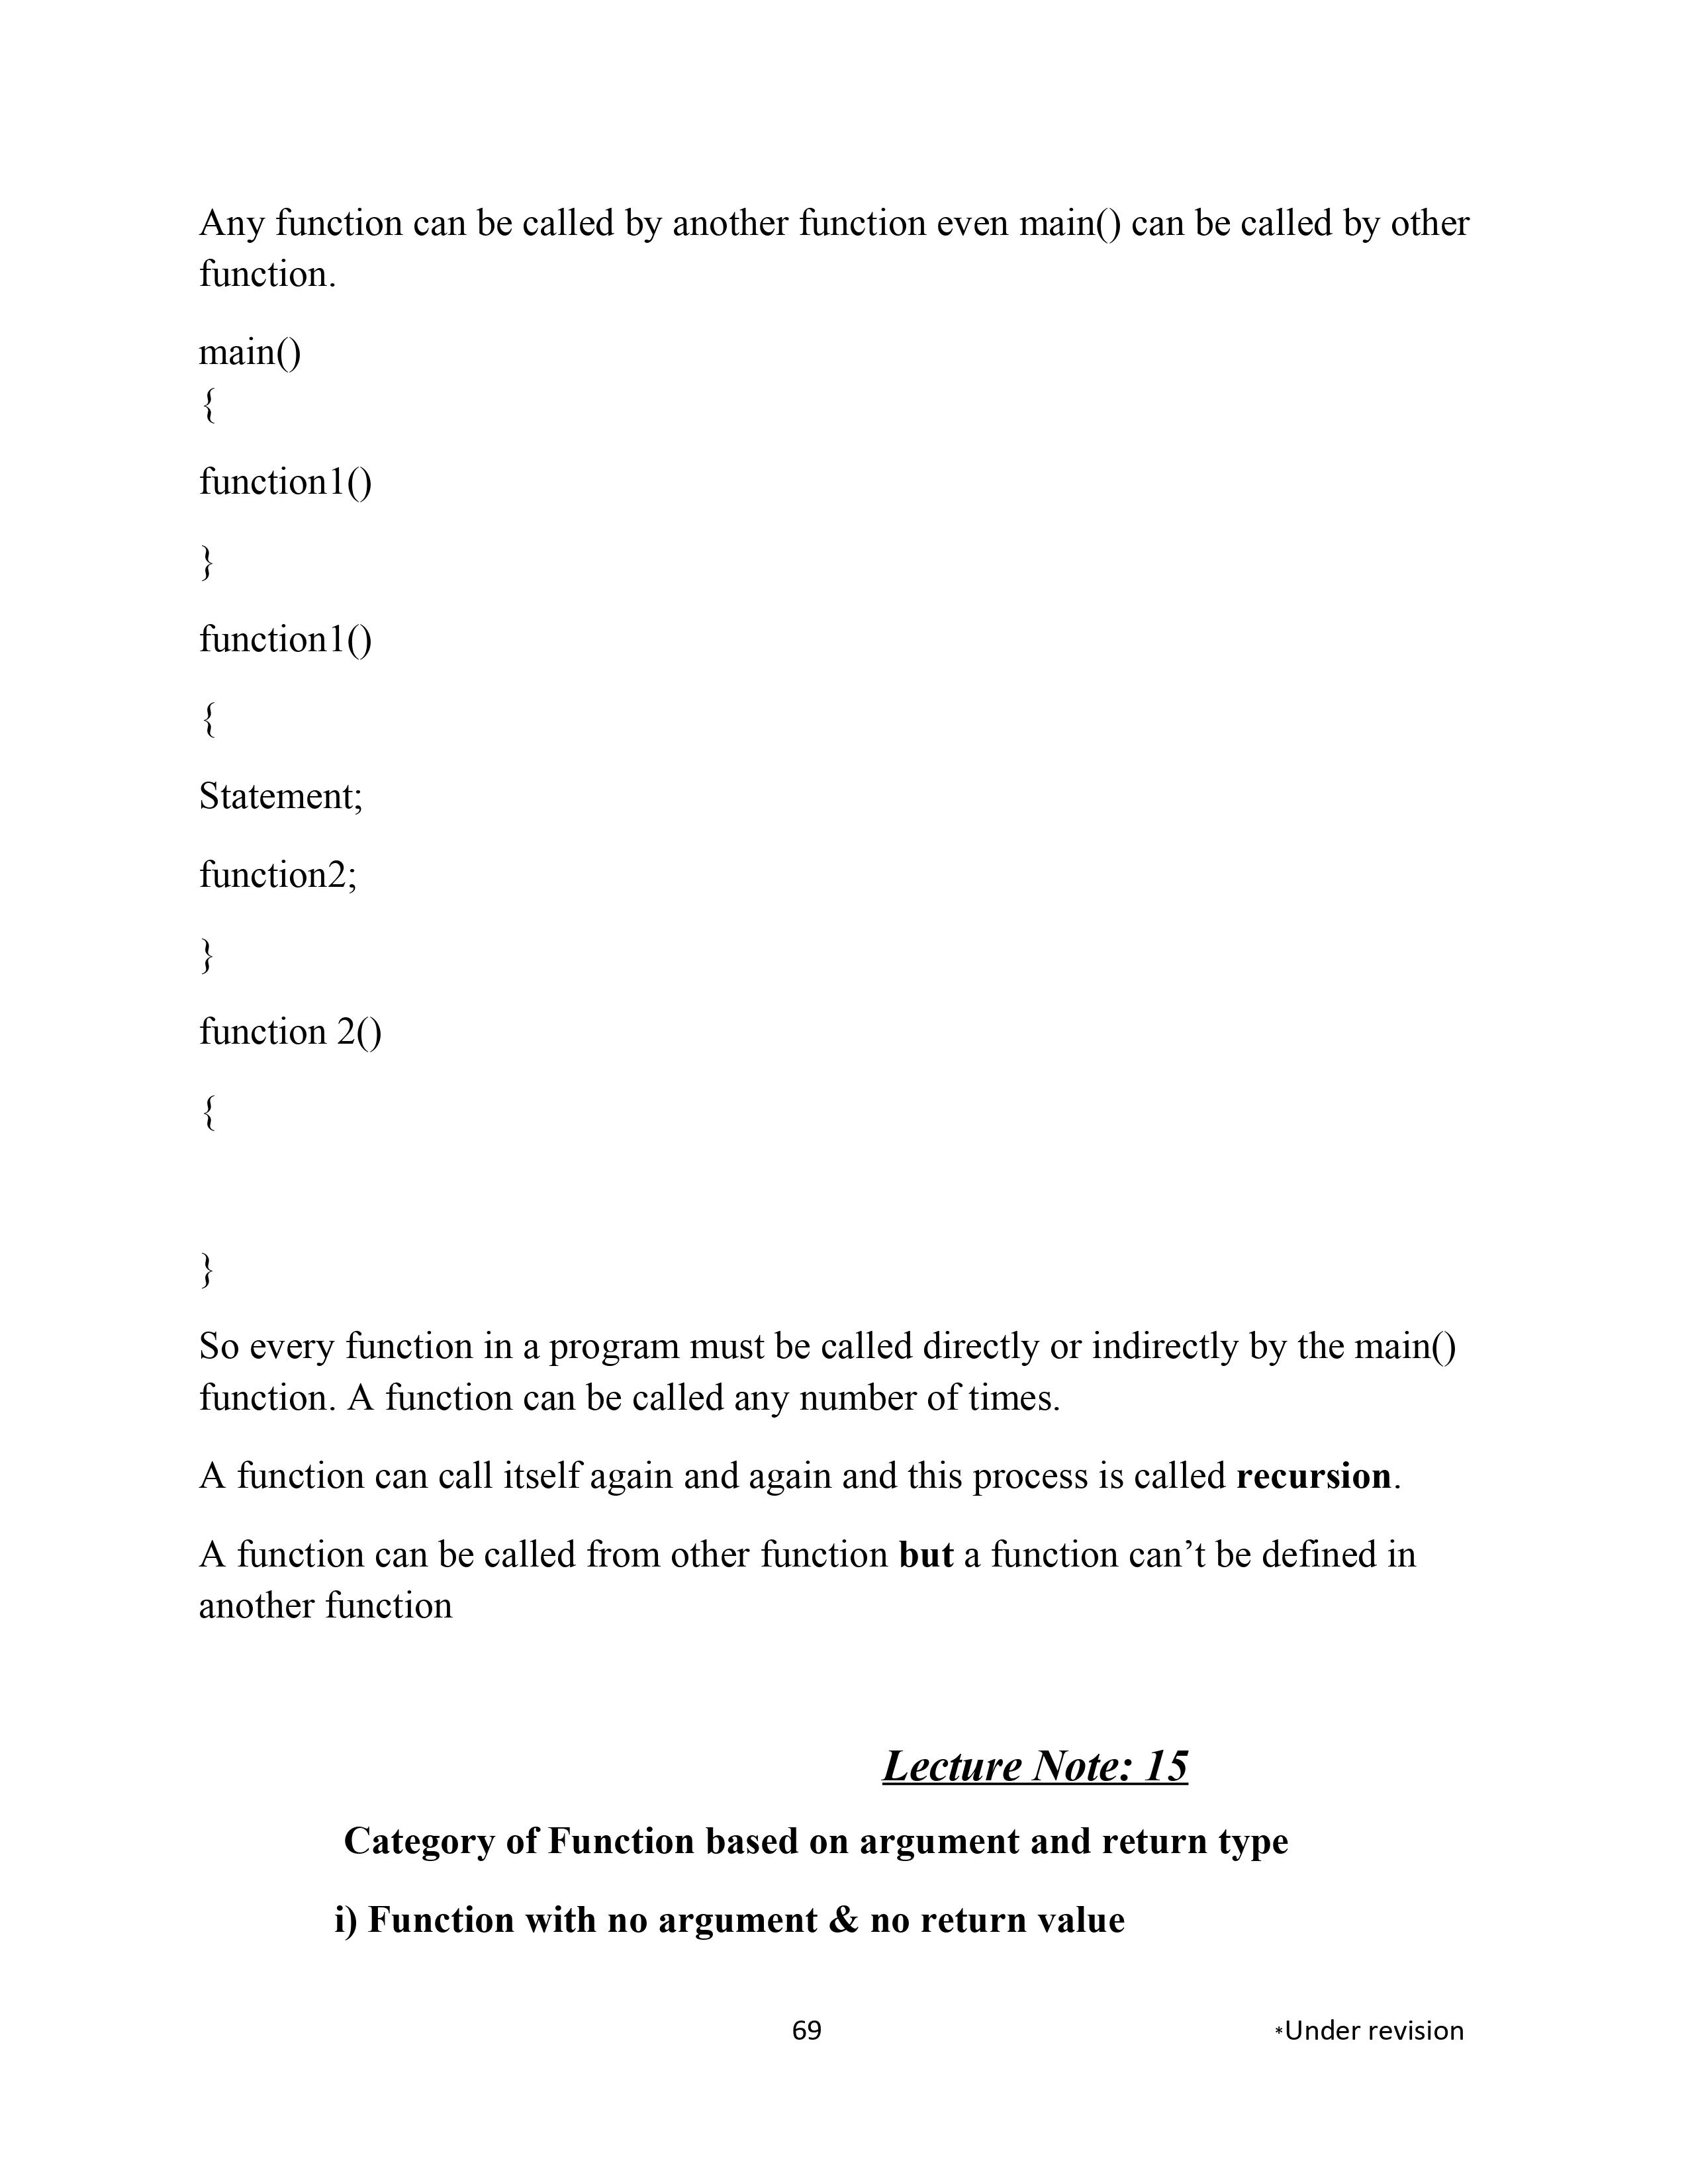 Any function can be called by another function even main() can be called by other
function.
main()
{
function1()
}
function1()
{
Statement;
function2;
}
function 2()
{
}
So every function in a program must be called directly or indirectly by the main()
function. A function can be called any number of times.
A function can call itself again and again and this process is called recursion.
A function can be called from other function but a function can’t be defined in
another function
Lecture Note: 15
Category of Function based on argument and return type
i) Function with no argument & no return value
69 *Under revision